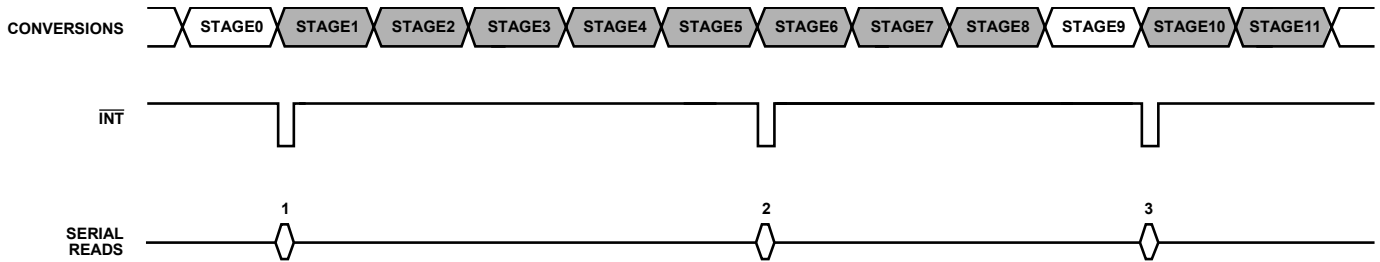 CONVERSIONS STAGE0 STAGE1 STAGE2 STAGE3 STAGE4 STAGE5 STAGE6 STAGE7 STAGE8 STAGE9 STAGE10 STAGE11
INT
1 2 3
SERIAL
READS